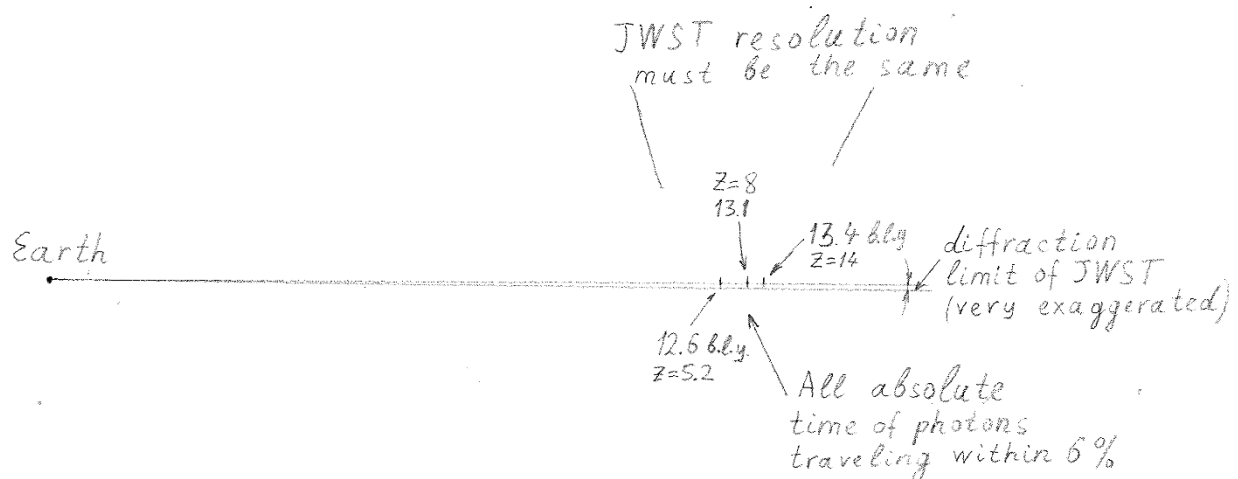 JWST resolution
must be the same
Z=8
13.1
13.4 b.l.y
Z=14
Earth
diffraction
limit of JWST
(very exaggerated)
12.6 b.l.y.
Z=5.2
All absolute
time of photons
traveling within 6%